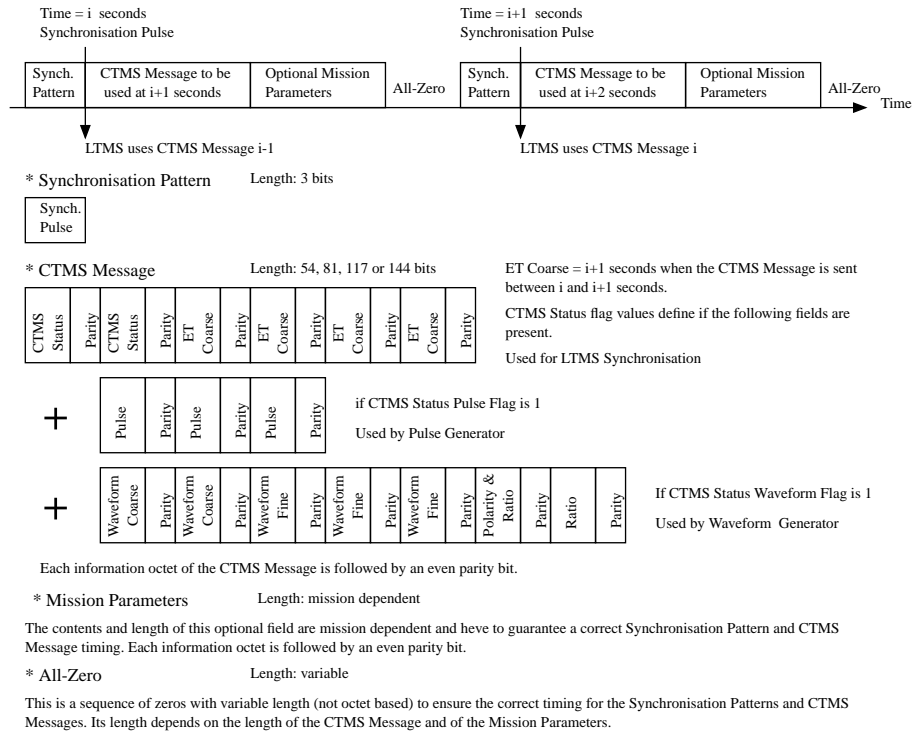 Time = i  seconds
Synchronisation Pulse
Time = i+1 seconds
Synchronisation Pulse
Synch. Pattern
CTMS Message to be used at i+1 seconds
Optional Mission Parameters
All-Zero
Synch. Pattern
CTMS Message to be used at i+2 seconds
Optional Mission Parameters
All-Zero
Time
LTMS uses CTMS Message i-1
LTMS uses CTMS Message i
* Synchronisation Pattern
Length: 3 bits
Synch.
Pulse
* CTMS Message
Length: 54, 81, 117 or 144 bits
ET Coarse = i+1 seconds when the CTMS Message is sent
between i and i+1 seconds.
CTMS Status flag values define if the following fields are
present.
Used for LTMS Synchronisation
CTMS Status
Parity
CTMS Status
Parity
ET Coarse
Parity
ET Coarse
Parity
ET Coarse
Parity
ET Coarse
Parity
+
Pulse
Parity
Pulse
Parity
Pulse
Parity
if CTMS Status Pulse Flag is 1
Used by Pulse Generator
+
Waveform Coarse
Parity
Waveform Coarse
Parity
Waveform Fine
Parity
Waveform Fine
Parity
Waveform Fine
Parity
Polarity & Ratio
Parity
Ratio
Parity
If CTMS Status Waveform Flag is 1
Used by Waveform  Generator
Each information octet of the CTMS Message is followed by an even parity bit.
* Mission Parameters
Length: mission dependent
The contents and length of this optional field are mission dependent and heve to guarantee a correct Synchronisation Pattern and CTMS
Message timing. Each information octet is followed by an even parity bit.
* All-Zero
Length: variable
This is a sequence of zeros with variable length (not octet based) to ensure the correct timing for the Synchronisation Patterns and CTMS
Messages. Its length depends on the length of the CTMS Message and of the Mission Parameters.